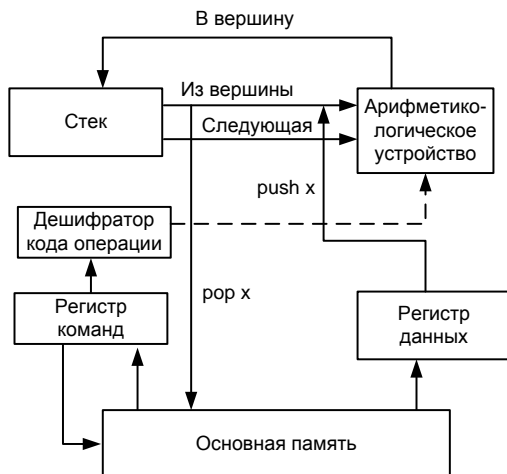 В вершину
Из вершины
Стек
Следующая
Арифметико-
логическое
устройство
push x
Дешифратор
кода операции
pop x
Регистр
команд
Регистр
данных
Основная память